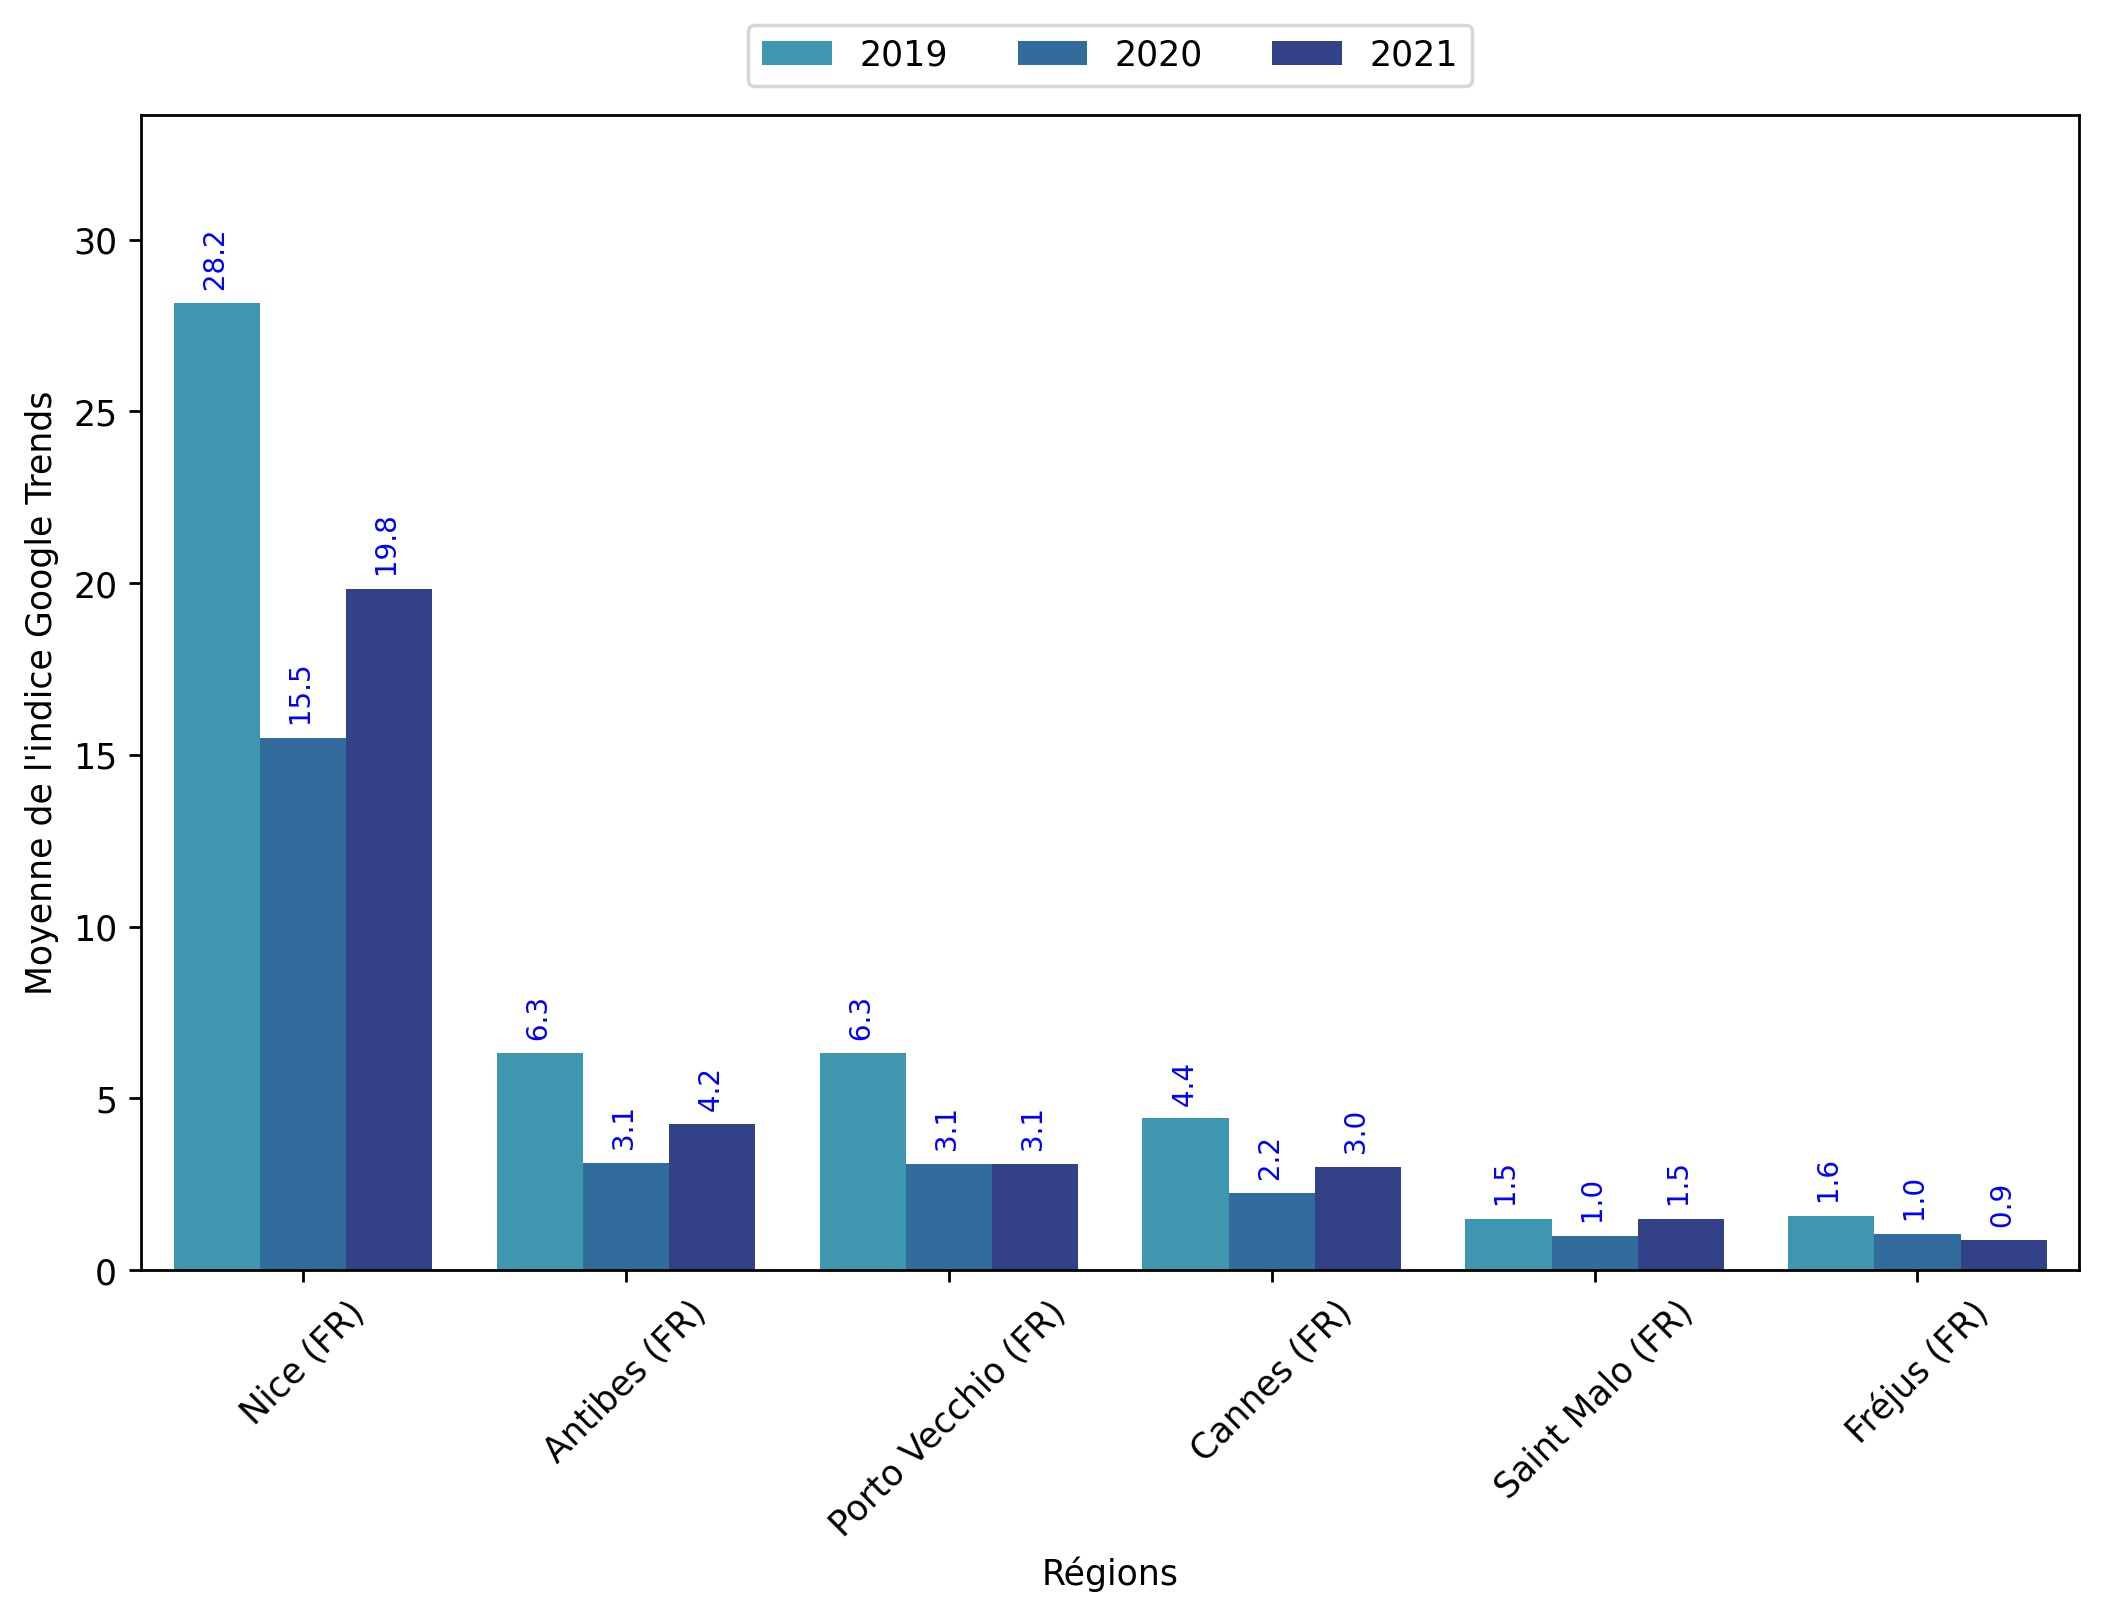 2019 2020 2021
Moyenne de l'indice Google Trends
30
25
20
15
10
5
0
28.2
15.5
19.8
6.3
3.1
4.2
6.3
3.1
3.1
4.4
2.2
3.0
1.5
1.0
1.5
1.6
1.0
0.9
Nice (FR)
Antibes (FR)
Porto Vecchio (FR)
Cannes (FR)
Saint Malo (FR)
Fréjus (FR)
Régions